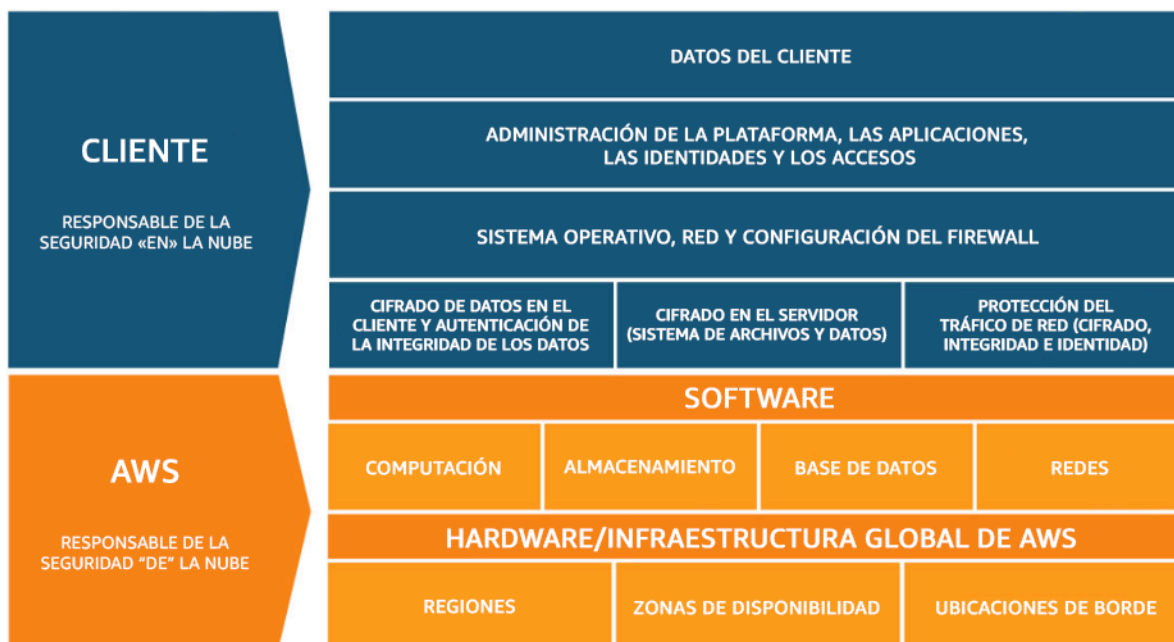 CLIENTE
RESPONSABLE DE LA
SEGURIDAD «EN» LA NUBE
DATOS DEL CLIENTE
ADMINISTRACIÓN DE LA PLATAFORMA, LAS APLICACIONES,
LAS IDENTIDADES Y LOS ACCESOS
SISTEMA OPERATIVO, RED Y CONFIGURACIÓN DEL FIREWALL
CIFRADO DE DATOS EN EL
CLIENTE Y AUTENTICACIÓN DE
LA INTEGRIDAD DE LOS DATOS
CIFRADO EN EL SERVIDOR
(SISTEMA DE ARCHIVOS Y DATOS)
PROTECCIÓN DEL
TRÁFICO DE RED (CIFRADO,
INTEGRIDAD E IDENTIDAD)
AWS
RESPONSABLE DE LA
SEGURIDAD "DE" LA NUBE
SOFTWARE
COMPUTACIÓN
ALMACENAMIENTO
BASE DE DATOS
REDES
HARDWARE/INFRAESTRUCTURA GLOBAL DE AWS
REGIONES
ZONAS DE DISPONIBILIDAD
UBICACIONES DE BORDE